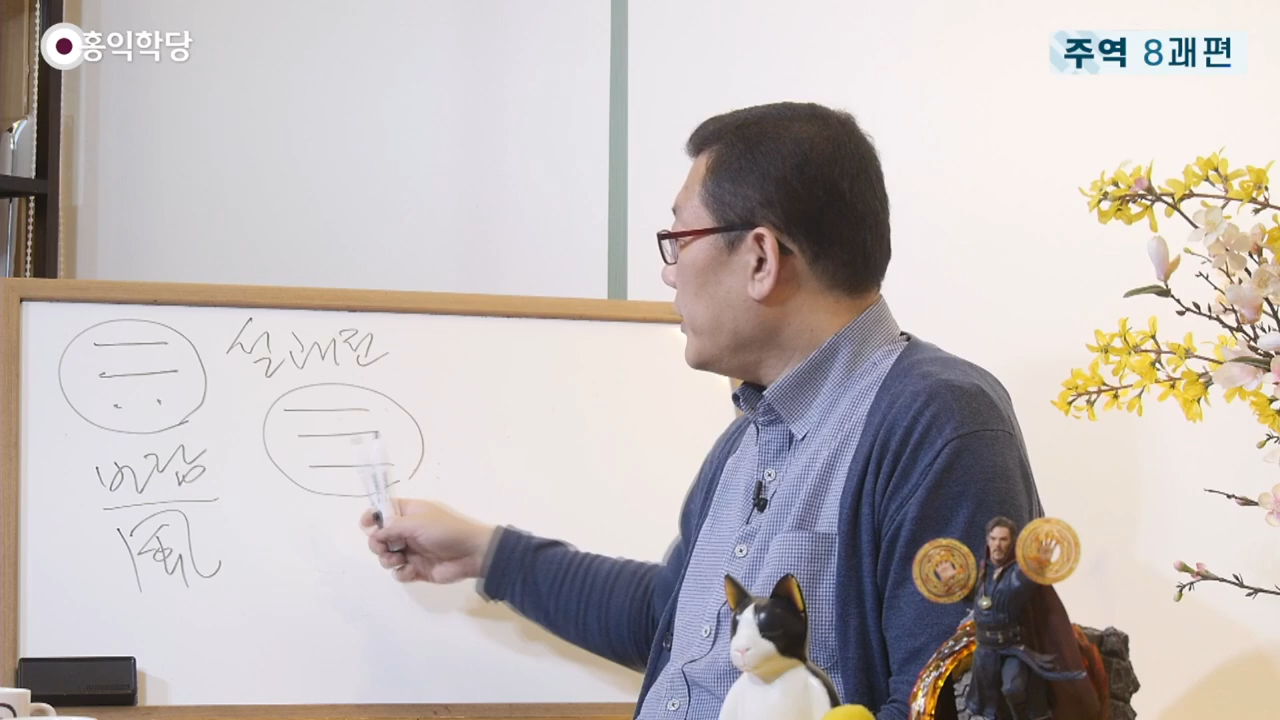 홍익학당
주역 8괘편
설괘전
바람
風